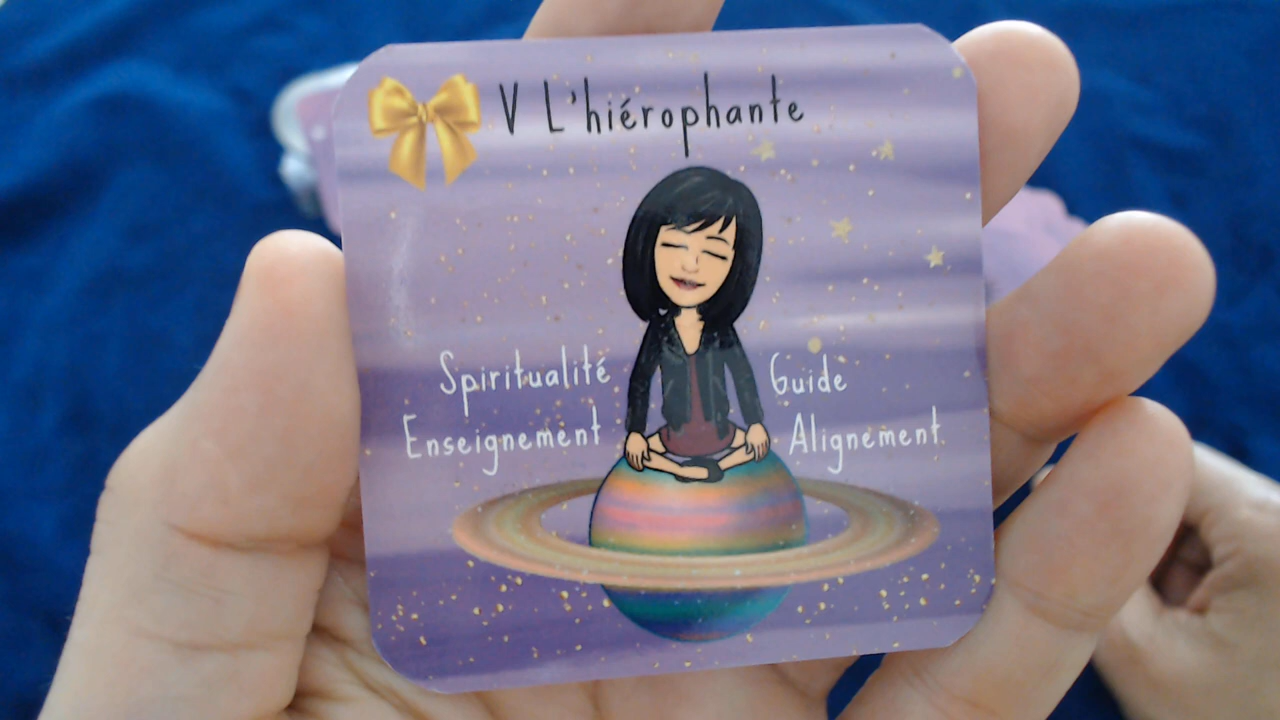 V L'hiérophante
Spiritualité
Enseignement
Guide
Alignement